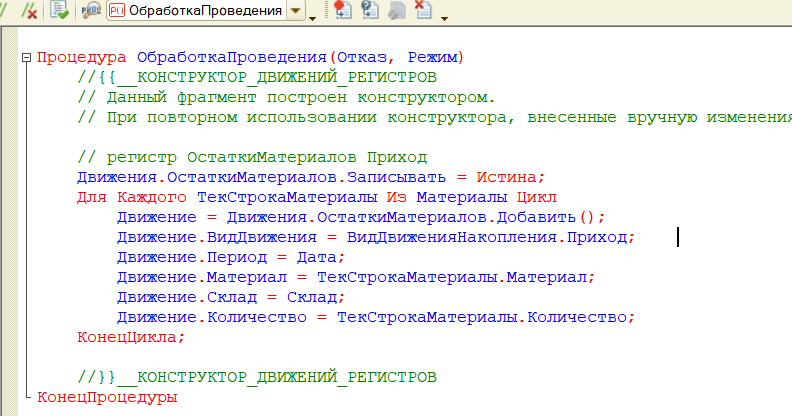 ОбработкаПроведения
Процедура ОбработкаПроведения(Отказ, Режим)
//{{__КОНСТРУКТОР_ДВИЖЕНИЙ_РЕГИСТРОВ
// Данный фрагмент построен конструктором.
// При повторном использовании конструктора, внесенные вручную изменения
// регистр ОстаткиМатериалов Приход
Движения.ОстаткиМатериалов.Записывать = Истина;
Для Каждого ТекСтрокаМатериалы Из Материалы Цикл
Движение = Движения.ОстаткиМатериалов.Добавить();
Движение.ВидДвижения = ВидДвиженияНакопления.Приход;
Движение.Период = Дата;
Движение.Материал = ТекСтрокаМатериалы.Материал;
Движение.Склад = Склад;
Движение.Количество = ТекСтрокаМатериалы.Количество;
КонецЦикла;
//}}__КОНСТРУКТОР_ДВИЖЕНИЙ_РЕГИСТРОВ
КонецПроцедуры